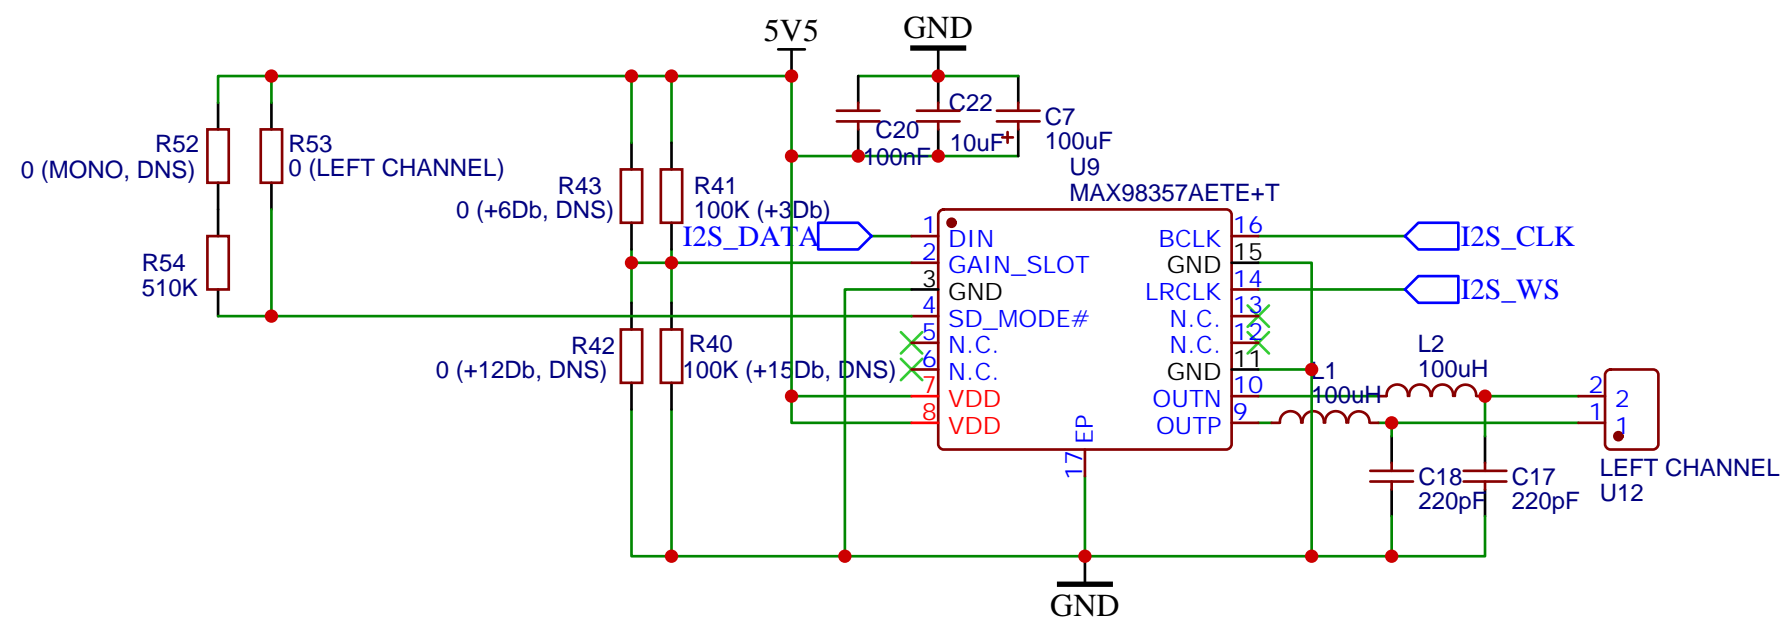 5V5
GND
R52
0 (MONO, DNS)
R53
0 (LEFT CHANNEL)
R54
510K
R43
0 (+6Db, DNS)
R41
100K (+3Db)
R42
0 (+12Db, DNS)
R40
100K (+15Db, DNS)
C20
100nF
C22
10uF
+
C7
100uF
U9
MAX98357AETE+T
I2S_DATA
1
DIN
2
GAIN_SLOT
3
GND
4
SD_MODE#
5
N.C.
6
N.C.
7
VDD
8
VDD
16
BCLK
15
GND
14
LRCLK
13
N.C.
12
N.C.
11
GND
10
OUTN
9
OUTP
17
EP
I2S_CLK
I2S_WS
L1
100uH
L2
100uH
C18
220pF
C17
220pF
2
2
1
1
LEFT CHANNEL
U12
GND